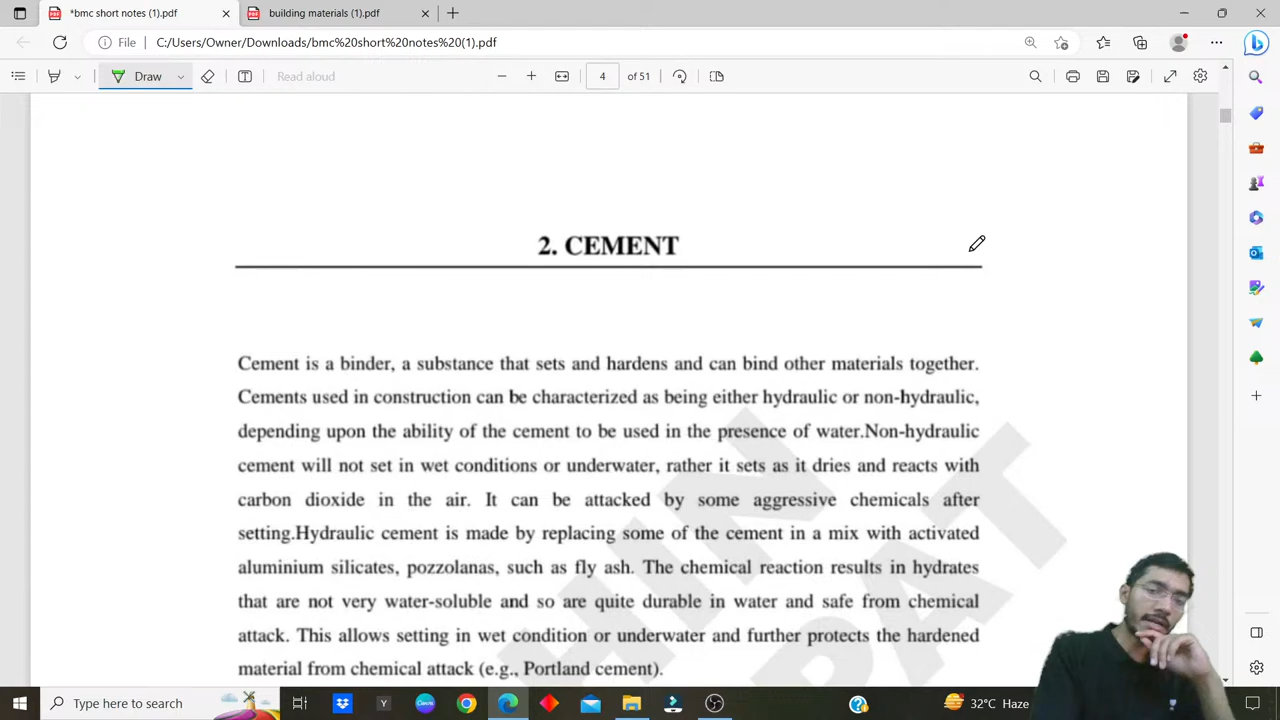 *bmc short notes (1).pdf
building materials (1).pdf
File
C:/Users/Owner/Downloads/bmc%20short%20notes%20(1).pdf
Draw
Read aloud
4 of 51
2. CEMENT
Cement is a binder, a substance that sets and hardens and can bind other materials together.
Cements used in construction can be characterized as being either hydraulic or non-hydraulic,
depending upon the ability of the cement to be used in the presence of water.Non-hydraulic
cement will not set in wet conditions or underwater, rather it sets as it dries and reacts with
carbon dioxide in the air. It can be attacked by some aggressive chemicals after
setting.Hydraulic cement is made by replacing some of the cement in a mix with activated
aluminium silicates, pozzolanas, such as fly ash. The chemical reaction results in hydrates
that are not very water-soluble and so are quite durable in water and safe from chemical
attack. This allows setting in wet condition or underwater and further protects the hardened
material from chemical attack (e.g., Portland cement).
Type here to search
32°C Haze